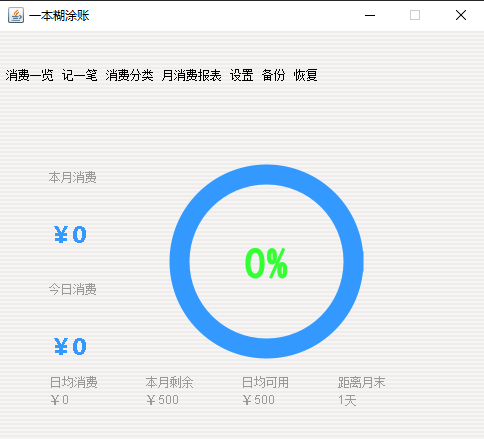 一本糊涂账
消费一览 记一笔 消费分类 月消费报表 设置 备份 恢复
本月消费
￥0
0%
今日消费
￥0
日均消费 本月剩余 日均可用 距离月末
￥0 ￥500 ￥500 1天